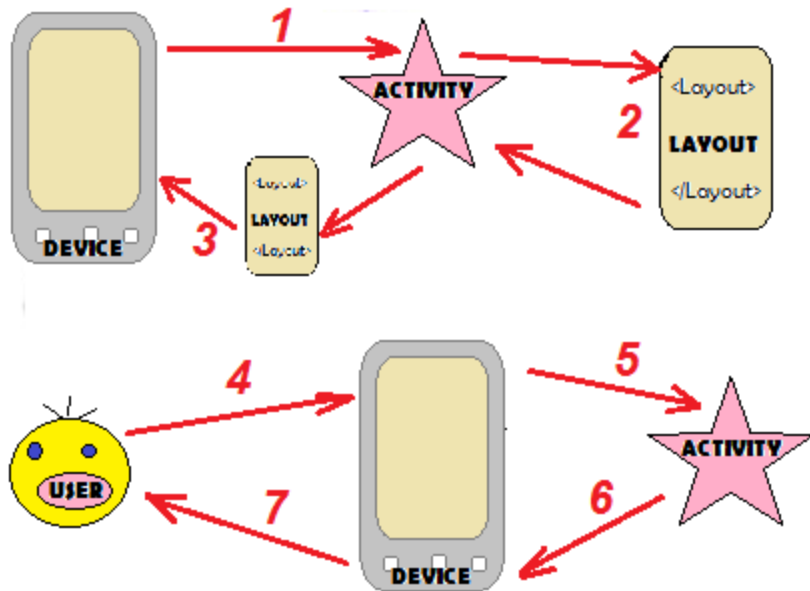 1
ACTIVITY
2
<Layout>
LAYOUT
</Layout>
3
<Layout>
LAYOUT
</Layout>
DEVICE
4
5
USER
ACTIVITY
7
6
DEVICE